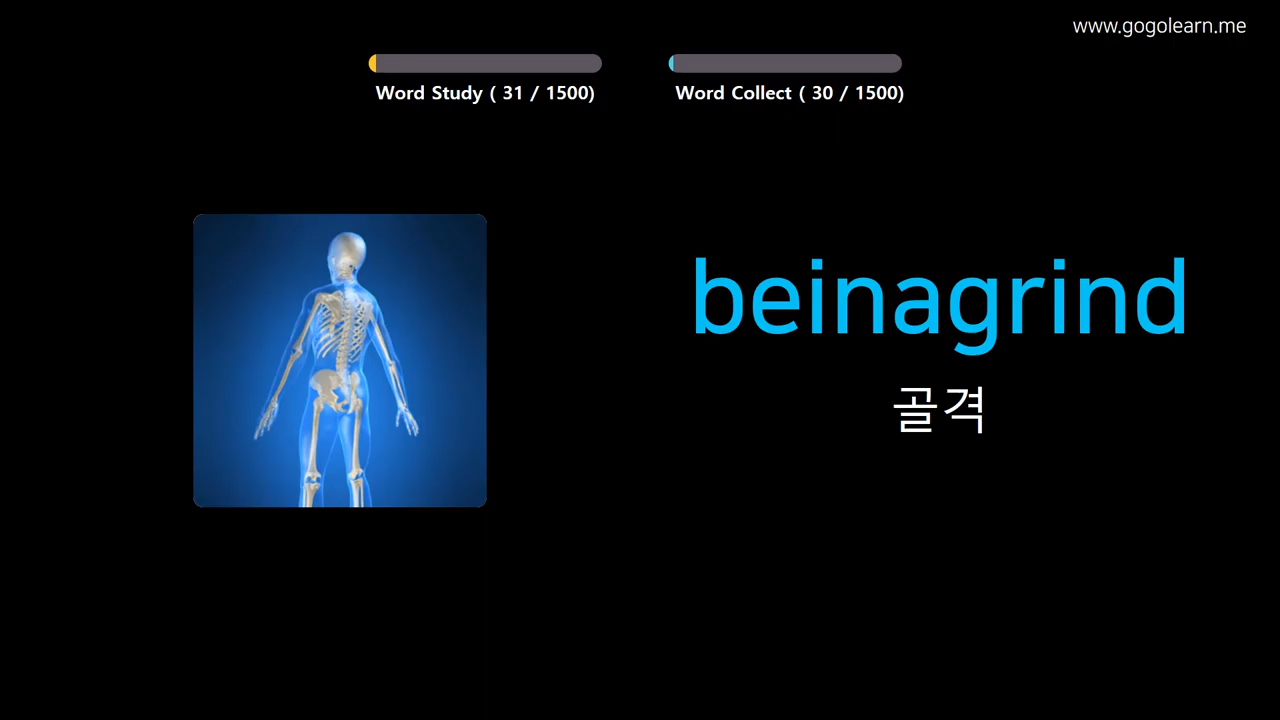 www.gogolearn.me
Word Study ( 31 / 1500)
Word Collect ( 30 / 1500)
beinagrind
골격